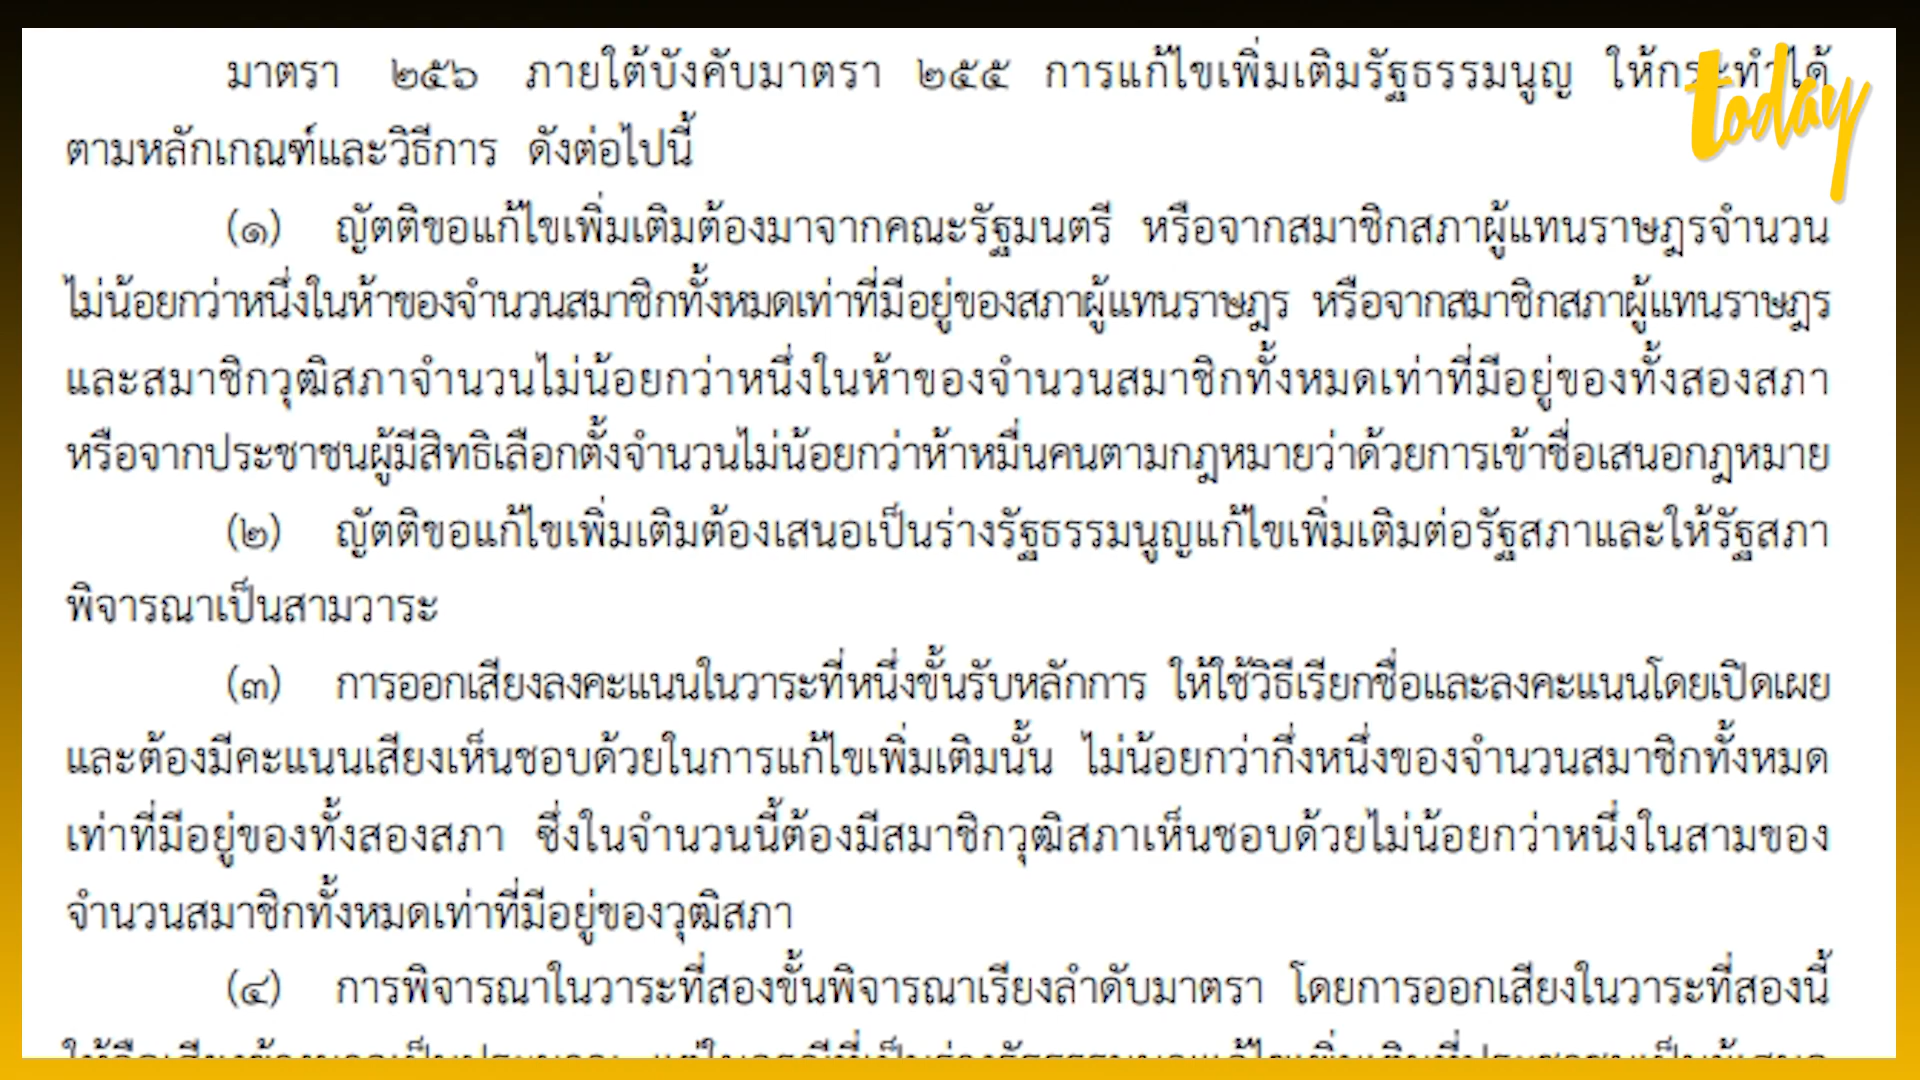 มาตรา ๒๕๖ ภายใต้บังคับมาตรา ๒๕๕ การแก้ไขเพิ่มเติมรัฐธรรมนูญ ให้กระทำได้
today
ตามหลักเกณฑ์และวิธีการ ดังต่อไปนี้
(๑) ญัตติขอแก้ไขเพิ่มเติมต้องมาจากคณะรัฐมนตรี หรือจากสมาชิกสภาผู้แทนราษฎรจำนวน
ไม่น้อยกว่าหนึ่งในห้าของจำนวนสมาชิกทั้งหมดเท่าที่มีอยู่ของสภาผู้แทนราษฎร หรือจากสมาชิกสภาผู้แทนราษฎร
และสมาชิกวุฒิสภาจำนวนไม่น้อยกว่าหนึ่งในห้าของจำนวนสมาชิกทั้งหมดเท่าที่มีอยู่ของทั้งสองสภา
หรือจากประชาชนผู้มีสิทธิเลือกตั้งจำนวนไม่น้อยกว่าห้าหมื่นคนตามกฎหมายว่าด้วยการเข้าชื่อเสนอกฎหมาย
(๒) ญัตติขอแก้ไขเพิ่มเติมต้องเสนอเป็นร่างรัฐธรรมนูญแก้ไขเพิ่มเติมต่อรัฐสภาและให้รัฐสภา
พิจารณาเป็นสามวาระ
(๓) การออกเสียงลงคะแนนในวาระที่หนึ่งขั้นรับหลักการ ให้ใช้วิธีเรียกชื่อและลงคะแนนโดยเปิดเผย
และต้องมีคะแนนเสียงเห็นชอบด้วยในการแก้ไขเพิ่มเติมนั้น ไม่น้อยกว่ากึ่งหนึ่งของจำนวนสมาชิกทั้งหมด
เท่าที่มีอยู่ของทั้งสองสภา ซึ่งในจำนวนนี้ต้องมีสมาชิกวุฒิสภาเห็นชอบด้วยไม่น้อยกว่าหนึ่งในสามของ
จำนวนสมาชิกทั้งหมดเท่าที่มีอยู่ของวุฒิสภา
(๔) การพิจารณาในวาระที่สองขั้นพิจารณาเรียงลำดับมาตรา โดยการออกเสียงในวาระที่สองนี้